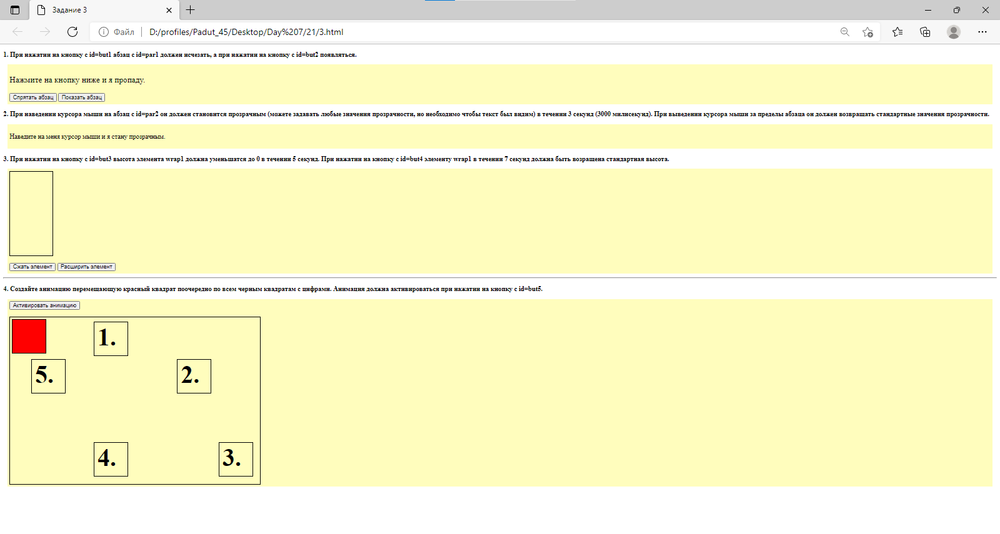 Задание 3
Файл
D:/profiles/Padut_45/Desktop/Day%207/21/3.html
1. При нажатии на кнопку с id=but1 абзац с id=par1 должен исчезать, а при нажатии на кнопку с id=but2 появляться.
Нажмите на кнопку ниже и я пропаду.
Спрятать абзац Показать абзац
2. При наведении курсора мыши на абзац с id=par2 он должен становится прозрачным (можете задавать любые значения прозрачности, но необходимо чтобы текст был видим) в течении 3 секунд (3000 милисекунд). При выведении курсора мыши за пределы абзаца он должен возвращать стандартные значения прозрачности.
Наведите на меня курсор мыши и я стану прозрачным.
3. При нажатии на кнопку с id=but3 высота элемента wrap1 должна уменьшатся до 0 в течении 5 секунд. При нажатии на кнопку с id=but4 элементу wrap1 в течении 7 секунд должна быть возращена стандартная высота.
Сжать элемент Расширить элемент
4. Создайте анимацию перемещающую красный квадрат поочередно по всем черным квадратам с цифрами. Анимация должна активироваться при нажатии на кнопку с id=but5.
Активировать анимацию
1.
5.
2.
4.
3.